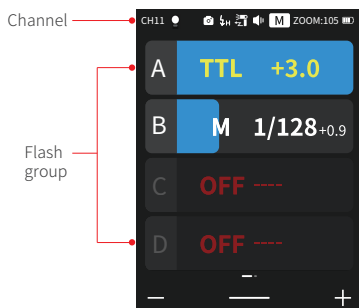 Channel
CH11 H M ZOOM:105
A TTL +3.0
B M 1/128+0.9
Flash
group
C OFF ----
D OFF ----